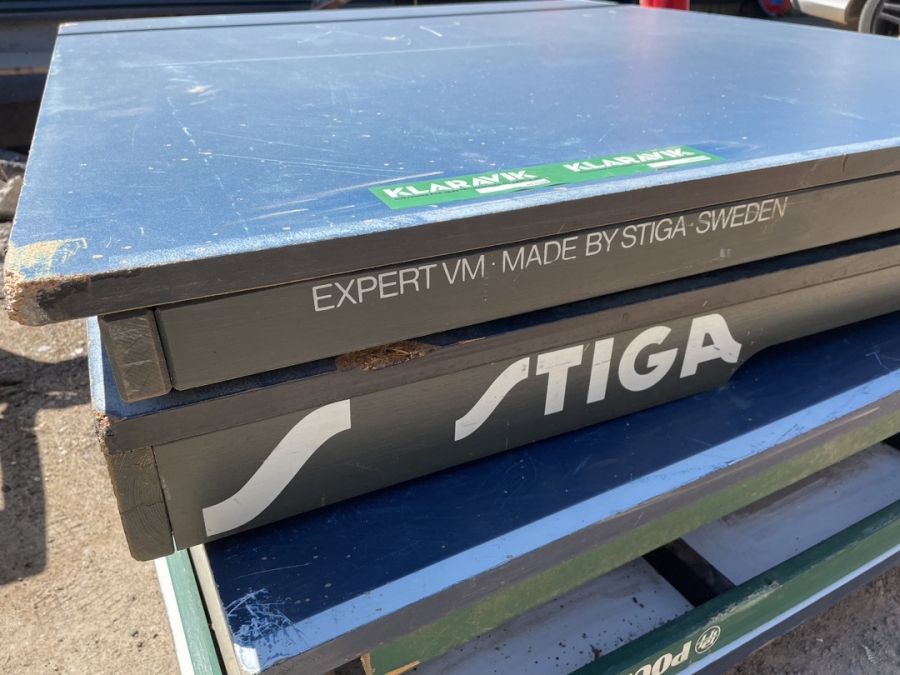 KLARAVIK KLARAVIK
EXPERT VM · MADE BY STIGA · SWEDEN
STIGA